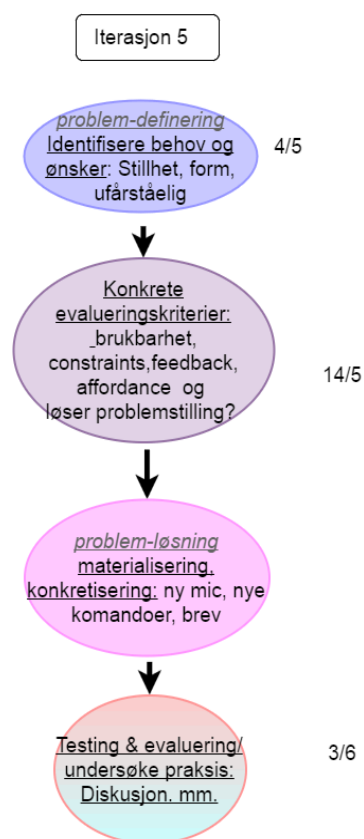 Iterasjon 5
problem-definering
Identifisere behov og
ønsker: Stillhet, form,
ufårståelig
4/5
Konkrete
evalueringskriterier:
brukbarhet,
constraints,feedback,
affordance og
løser problemstilling?
14/5
problem-løsning
materialisering,
konkretisering: ny mic, nye
komandoer, brev
Testing & evaluering/
undersøke praksis:
Diskusjon. mm.
3/6